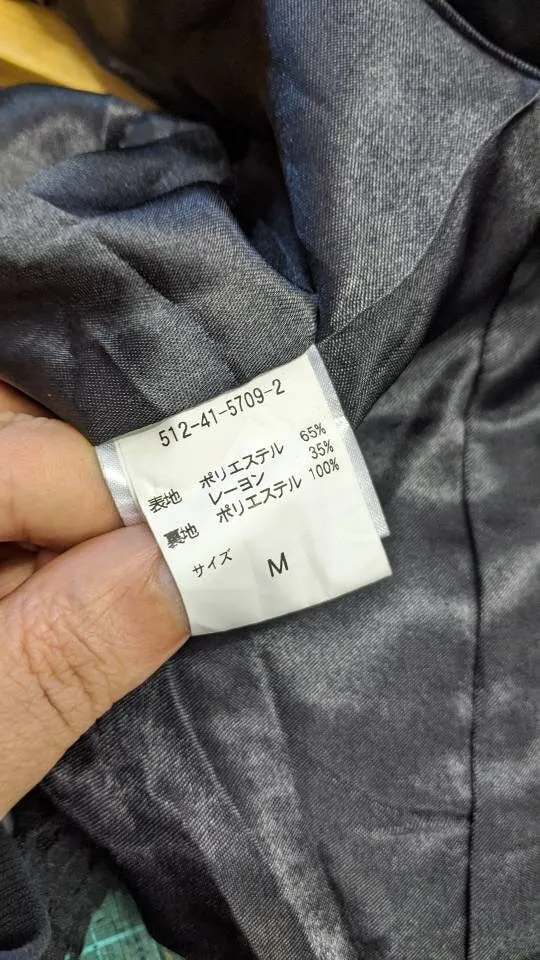 512-41-5709-2
表地 ポリエステル 65%
レーヨン 35%
裏地 ポリエステル 100%
サイズ M